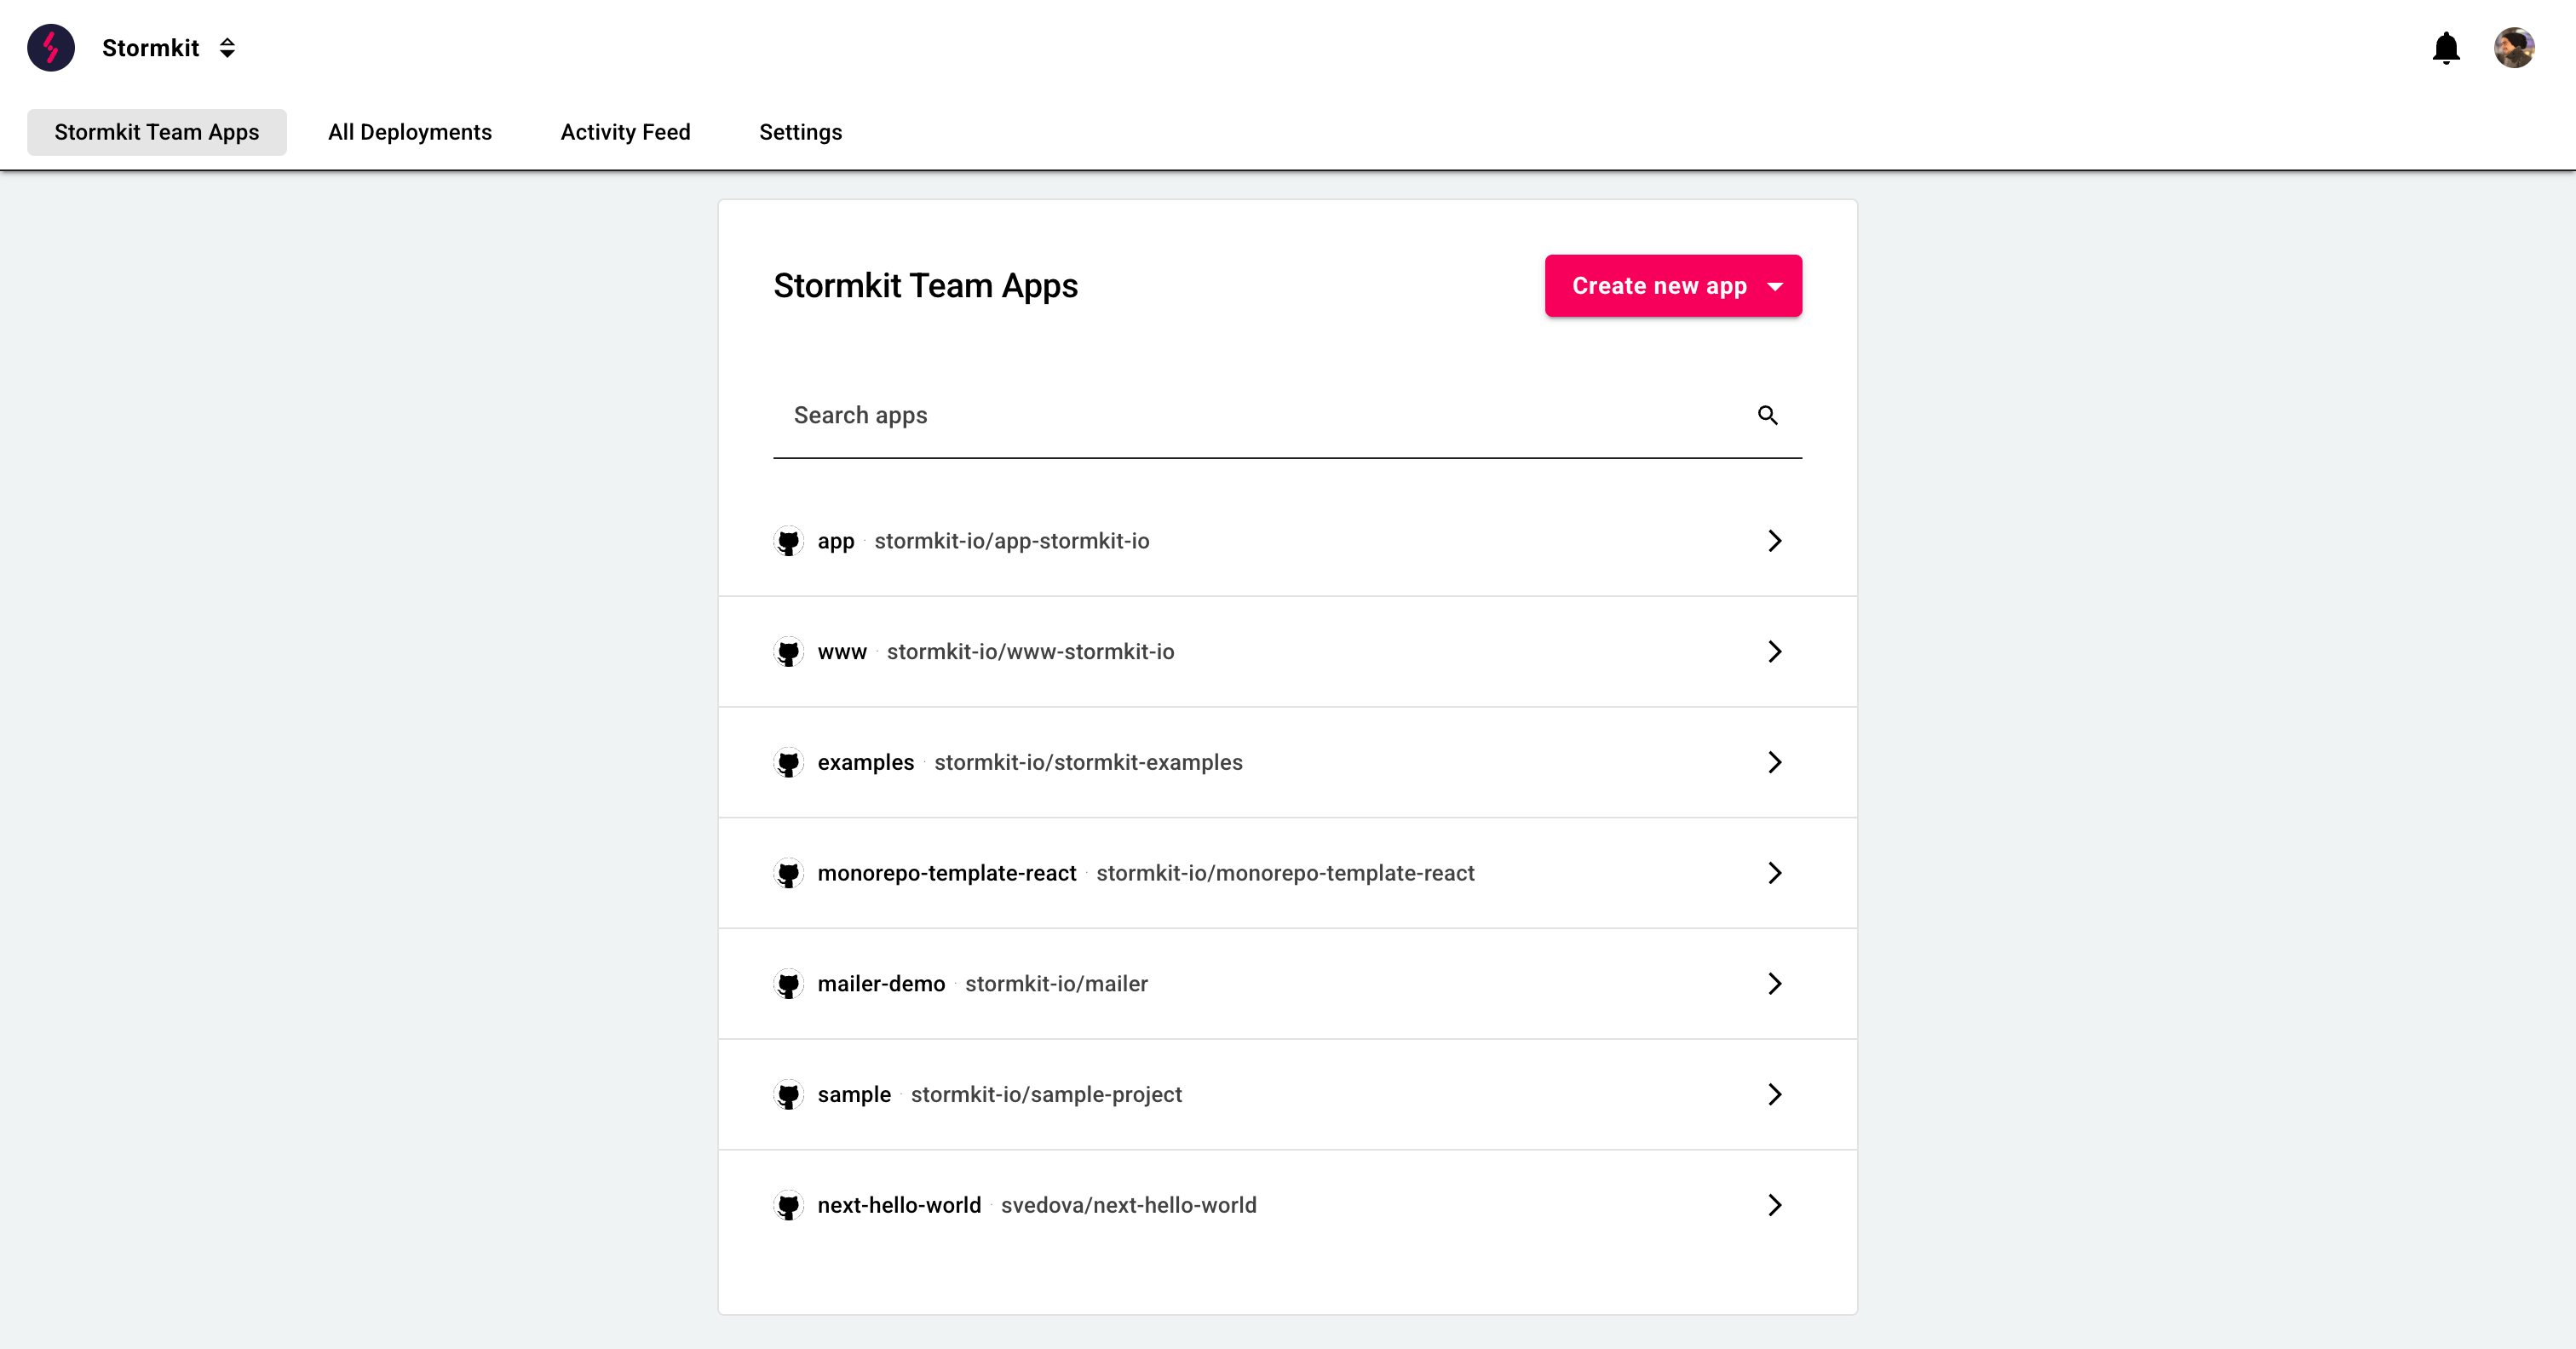 Stormkit
Stormkit Team Apps
All Deployments
Activity Feed
Settings
Stormkit Team Apps
Create new app
Search apps
app · stormkit-io/app-stormkit-io
www · stormkit-io/www-stormkit-io
examples · stormkit-io/stormkit-examples
monorepo-template-react · stormkit-io/monorepo-template-react
mailer-demo · stormkit-io/mailer
sample · stormkit-io/sample-project
next-hello-world · svedova/next-hello-world